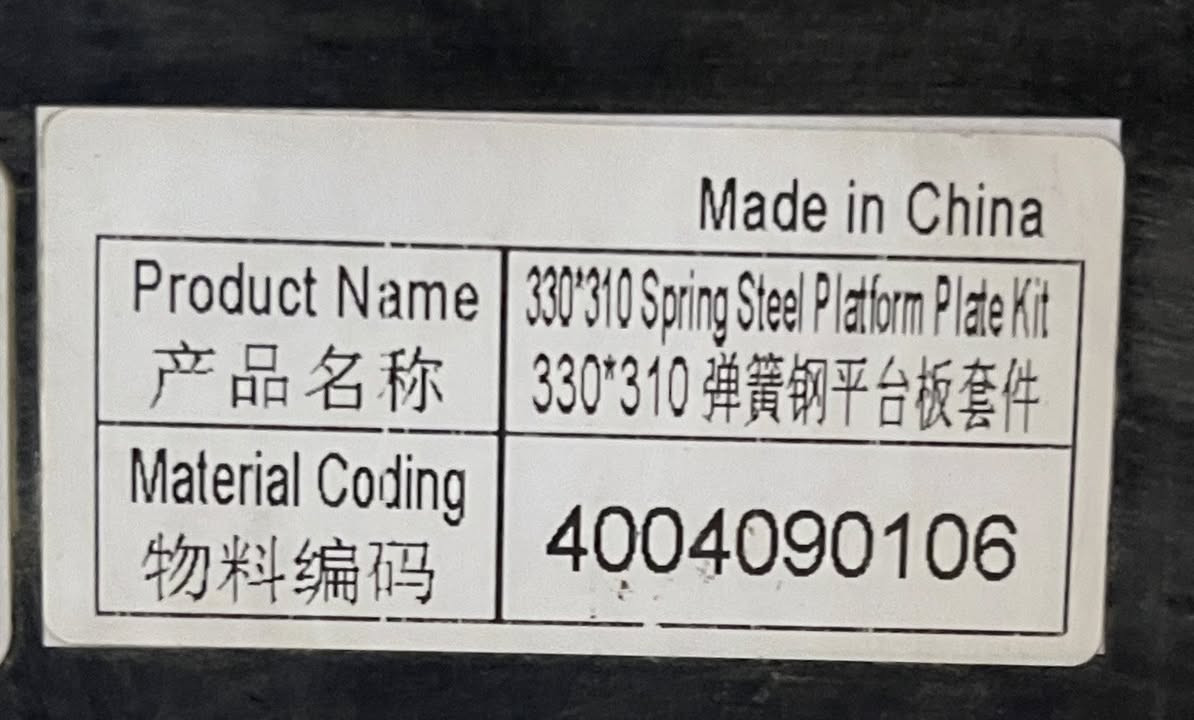 Made in China
Product Name
产品名称
330*310 Spring Steel Platform Plate Kit
330*310 弹簧钢平台板套件
Material Coding
物料编码
4004090106